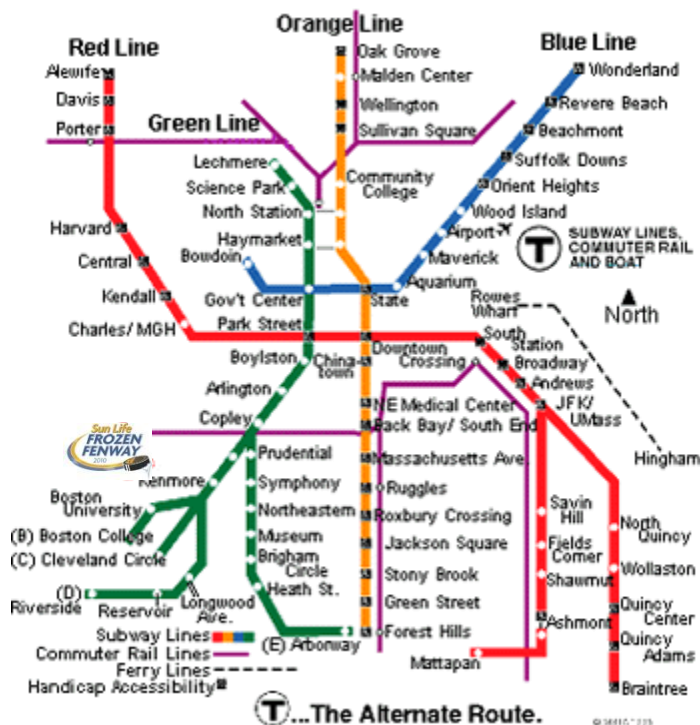 Orange Line
Red Line
Blue Line
Green Line
Oak Grove
Malden Center
Wellington
Sullivan Square
Community
College
Alewife
Davis
Porter
Harvard
Central
Kendall
Charles/ MGH
Lechmere
Science Park
North Station
Haymarket
Bowdoin
Gov't Center
State
Park Street
Wonderland
Revere Beach
Beachmont
Suffolk Downs
Orient Heights
Wood Island
Airport
Maverick
Aquarium
T
SUBWAY LINES,
COMMUTER RAIL
AND BOAT
North
Rowes
Wharf
Hingham
Boylston
China-
town
Downtown
Crossing
South
Station
Broadway
Andrews
JFK/
UMass
Arlington
Copley
Sun Life
FROZEN
FENWAY
2010
Kenmore
Prudential
Symphony
Northeastern
Museum
Brigham
Circle
Heath St.
NE Medical Center
Back Bay/ South End
Massachusetts Ave.
Ruggles
Roxbury Crossing
Jackson Square
Stony Brook
Green Street
Forest Hills
Boston
University
(B) Boston College
(C) Cleveland Circle
(D)
Riverside
Reservoir
Longwood
Ave.
(E) Arborway
Savin
Hill
Fields
Corner
Shawmut
Ashmont
Mattapan
North
Quincy
Wollaston
Quincy
Center
Quincy
Adams
Braintree
Subway Lines
Commuter Rail Lines
Ferry Lines
Handicap Accessibility
T...The Alternate Route.